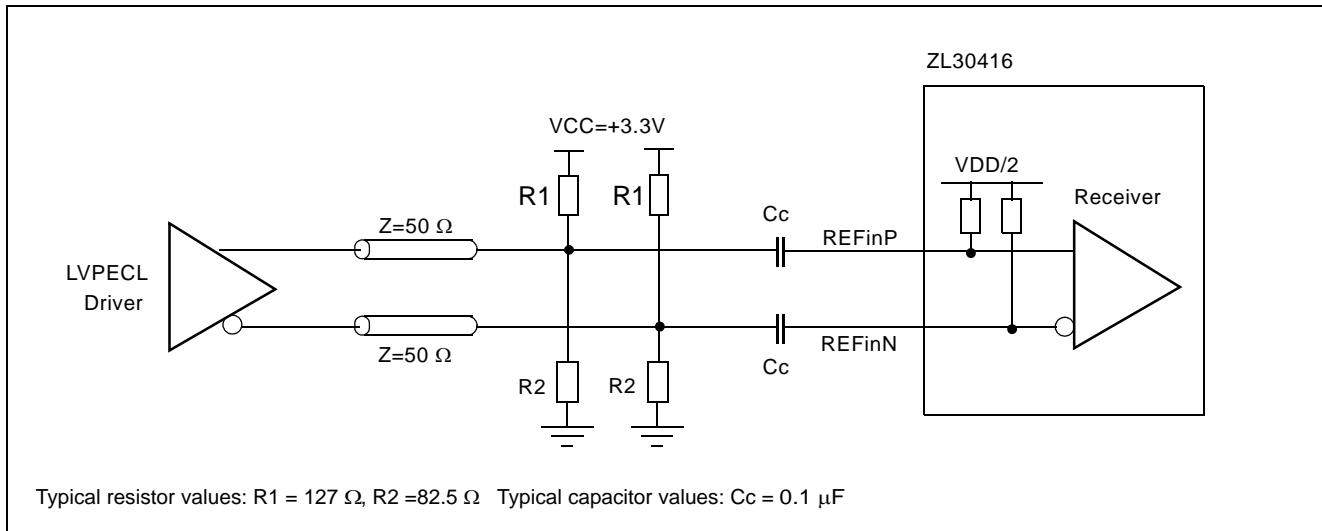 ZL30416
VCC=+3.3V
VDD/2
R1
R1
Receiver
Cc
Z=50 Ω
REFinP
LVPECL
Driver
Z=50 Ω
REFinN
Cc
R2
R2
Typical resistor values: R1 = 127 Ω, R2 =82.5 Ω Typical capacitor values: Cc = 0.1 μF